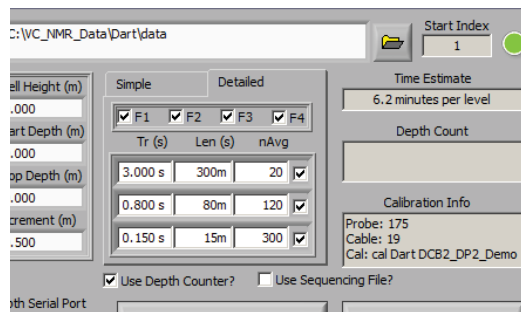 C:\VC_NMR_Data\Dart\data
Start Index
1
ell Height (m)
.000
art Depth (m)
.000
op Depth (m)
.000
crement (m)
.500
Simple
Detailed
F1 F2 F3 F4
Tr (s) Len (s) nAvg
3.000 s 300m 20
0.800 s 80m 120
0.150 s 15m 300
Time Estimate
6.2 minutes per level
Depth Count
Calibration Info
Probe: 175
Cable: 19
Cal: cal Dart DCB2_DP2_Demo
Use Depth Counter? Use Sequencing File?
pth Serial Port